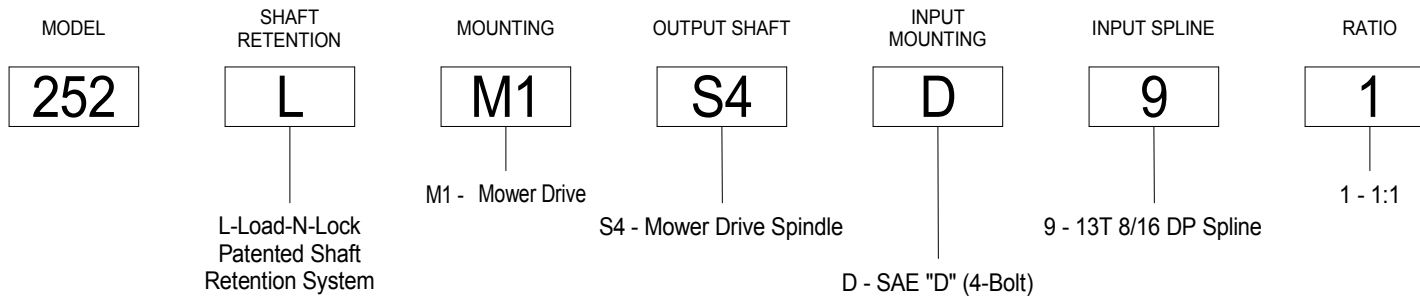 MODEL
SHAFT
RETENTION
MOUNTING
OUTPUT SHAFT
INPUT
MOUNTING
INPUT SPLINE
RATIO
252
L
M1
S4
D
9
1
M1 - Mower Drive
1 - 1:1
L-Load-N-Lock
Patented Shaft
Retention System
S4 - Mower Drive Spindle
9 - 13T 8/16 DP Spline
D - SAE "D" (4-Bolt)